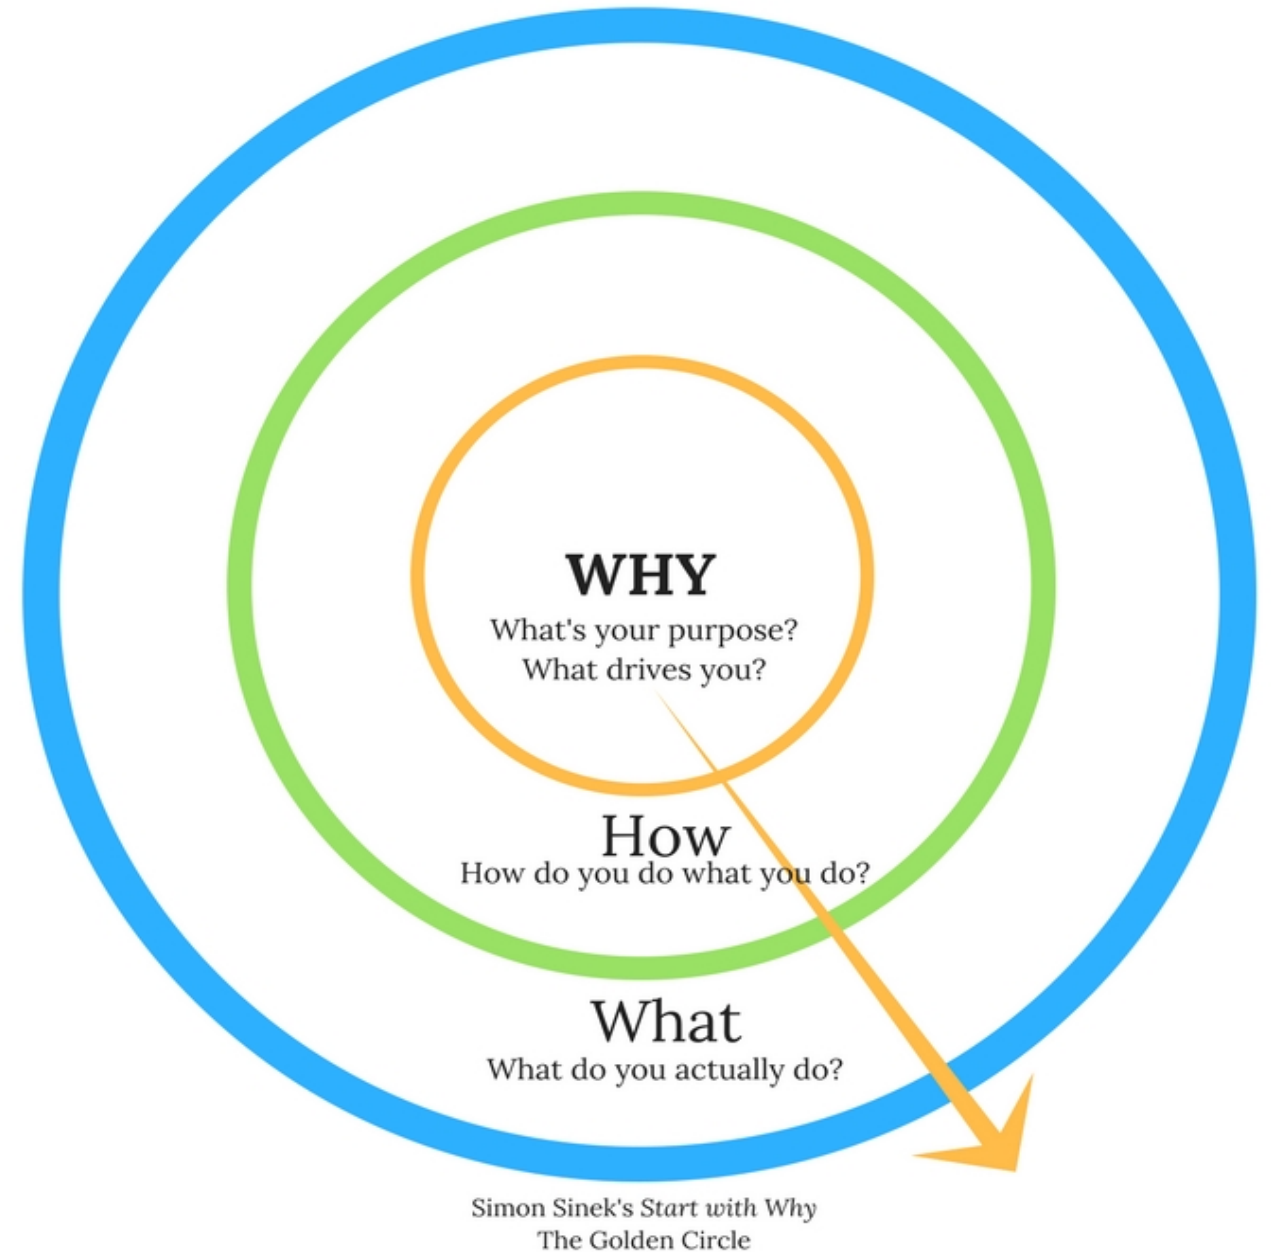 WHY
What's your purpose?
What drives you?
How
How do you do what you do?
What
What do you actually do?
Simon Sinek's Start with Why
The Golden Circle